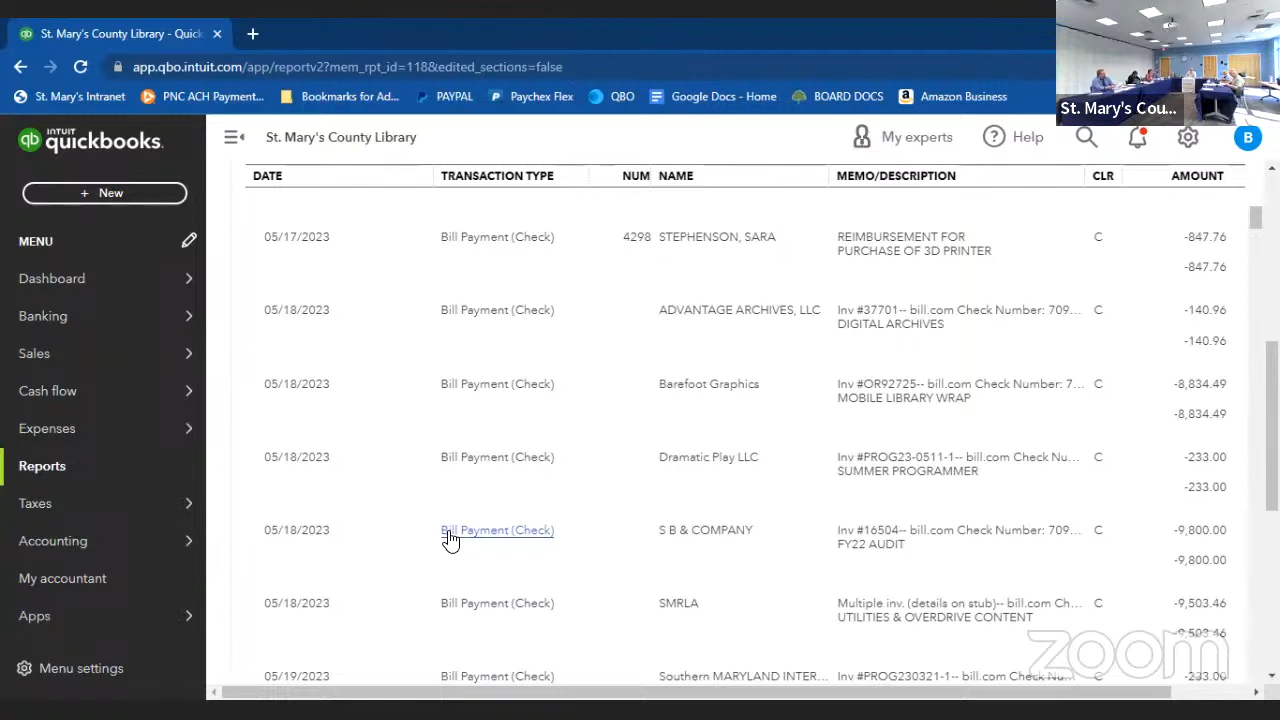 St. Mary's County Library - Quick
app.qbo.intuit.com/app/reportv2?mem_rpt_id=118&edited_sections=false
St. Mary's Intranet
PNC ACH Payment...
Bookmarks for Ad...
PAYPAL
Paychex Flex
QBO
Google Docs - Home
BOARD DOCS
Amazon Business
St. Mary's Cou...
INTUIT
quickbooks.
St. Mary's County Library
My experts
Help
B
+ New
MENU
Dashboard
Banking
Sales
Cash flow
Expenses
Reports
Taxes
Accounting
My accountant
Apps
Menu settings
DATE TRANSACTION TYPE NUM NAME MEMO/DESCRIPTION CLR AMOUNT
05/17/2023 Bill Payment (Check) 4298 STEPHENSON, SARA REIMBURSEMENT FOR C -847.76
PURCHASE OF 3D PRINTER
-847.76
05/18/2023 Bill Payment (Check) ADVANTAGE ARCHIVES, LLC Inv #37701-- bill.com Check Number: 709... C -140.96
DIGITAL ARCHIVES
-140.96
05/18/2023 Bill Payment (Check) Barefoot Graphics Inv #OR92725-- bill.com Check Number: 7... C -8,834.49
MOBILE LIBRARY WRAP
-8,834.49
05/18/2023 Bill Payment (Check) Dramatic Play LLC Inv #PROG23-0511-1-- bill.com Check Nu... C -233.00
SUMMER PROGRAMMER
-233.00
05/18/2023 Bill Payment (Check) S B & COMPANY Inv #16504-- bill.com Check Number: 709... C -9,800.00
FY22 AUDIT
-9,800.00
05/18/2023 Bill Payment (Check) SMRLA Multiple inv. (details on stub)-- bill.com Ch... C -9,503.46
UTILITIES & OVERDRIVE CONTENT
-9,503.46
05/19/2023 Bill Payment (Check) Southern MARYLAND INTER... Inv #PROG230321-1-- bill.com Check Nu... C -233.00
zoom